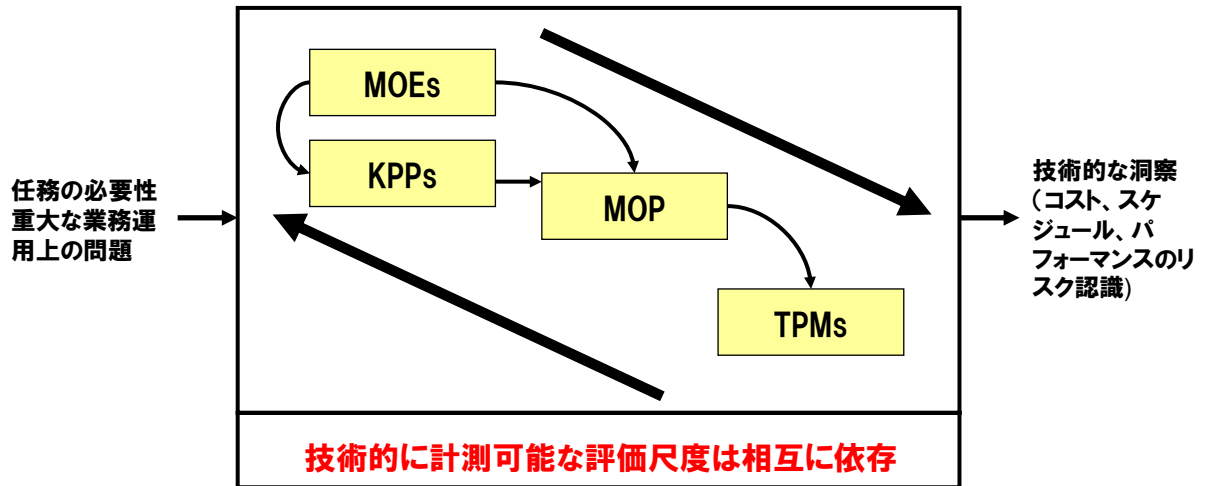 任務の必要性
重大な業務運
用上の問題
MOEs
KPPs
MOP
TPMs
技術的な洞察
(コスト、スケ
ジュール、パ
フォーマンスのリ
スク認識)
技術的に計測可能な評価尺度は相互に依存